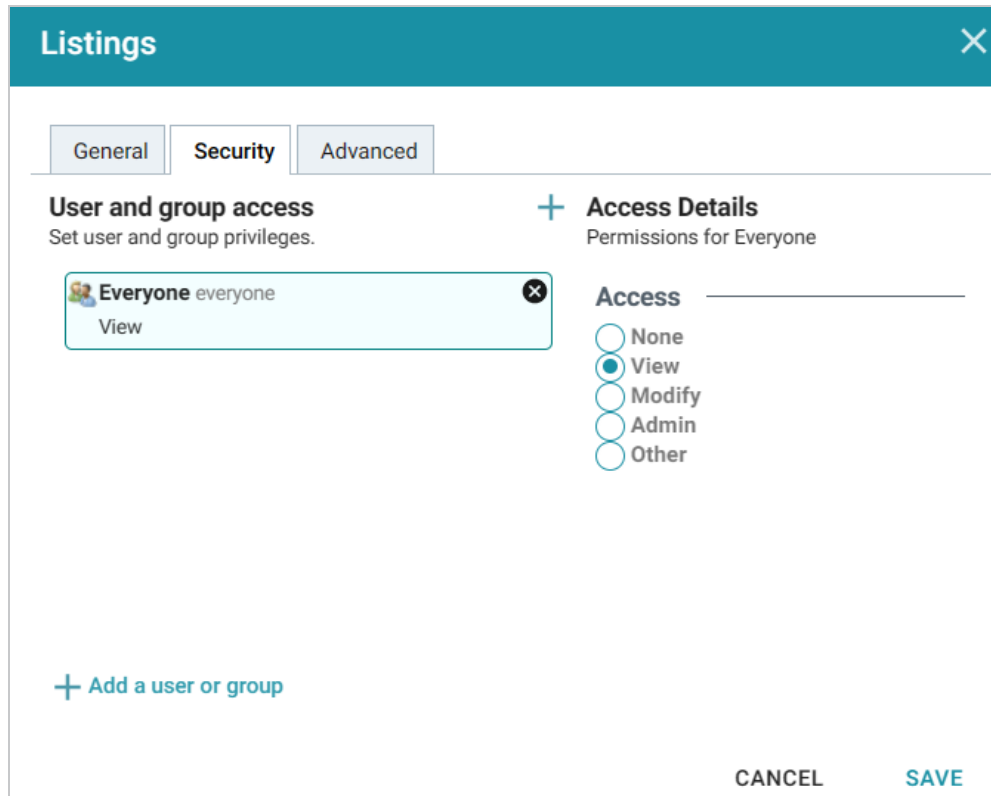 Listings
General Security Advanced
User and group access
Set user and group privileges.
Everyone everyone
View
Access Details
Permissions for Everyone
Access
None
View
Modify
Admin
Other
Add a user or group
CANCEL SAVE